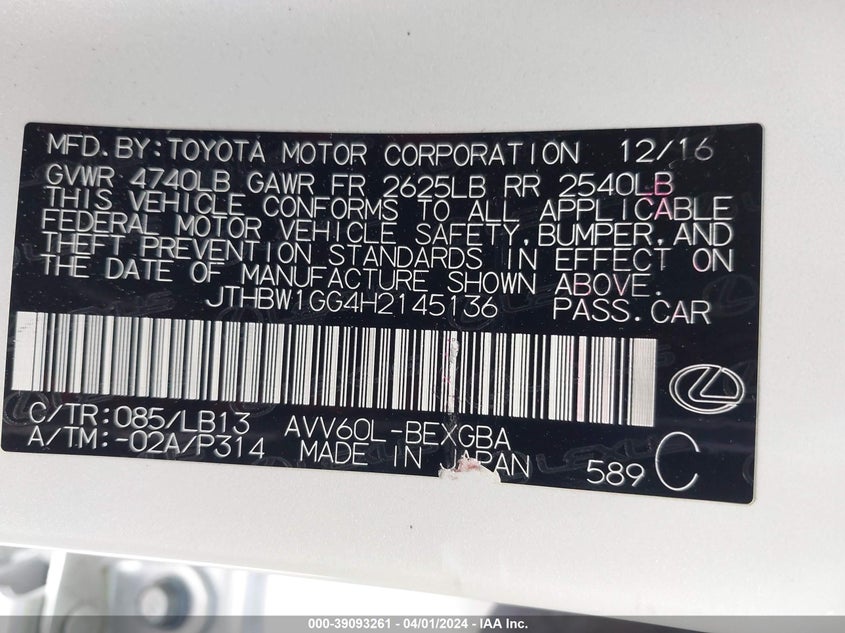 MFD.BY:TOYOTA MOTOR CORPORATION 12/16
GVWR 4740LB GAWR FR 2625LB RR 2540LB
THIS VEHICLE CONFORMS TO ALL APPLICABLE
FEDERAL MOTOR VEHICLE SAFETY,BUMPER,AND
THEFT PREVENTION STANDARDS IN EFFECT ON
THE DATE OF MANUFACTURE SHOWN ABOVE.
JTHBW1GG4H2145136 PASS.CAR
C/TR:085/LB13 AVV60L-BEXGBA
A/TM:-02A/P314 MADE IN JAPAN 589 C
000-39093261 - 04/01/2024 - IAA Inc.